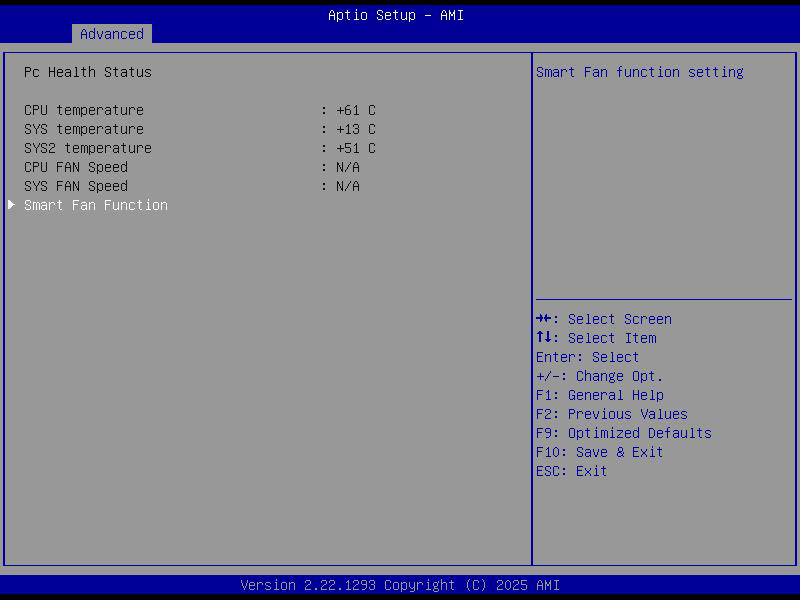 Aptio Setup – AMI
Advanced
Pc Health Status
CPU temperature : +61 C
SYS temperature : +13 C
SYS2 temperature : +51 C
CPU FAN Speed : N/A
SYS FAN Speed : N/A
Smart Fan Function
Smart Fan function setting
→←: Select Screen
↑↓: Select Item
Enter: Select
+/-: Change Opt.
F1: General Help
F2: Previous Values
F9: Optimized Defaults
F10: Save & Exit
ESC: Exit
Version 2.22.1293 Copyright (C) 2025 AMI